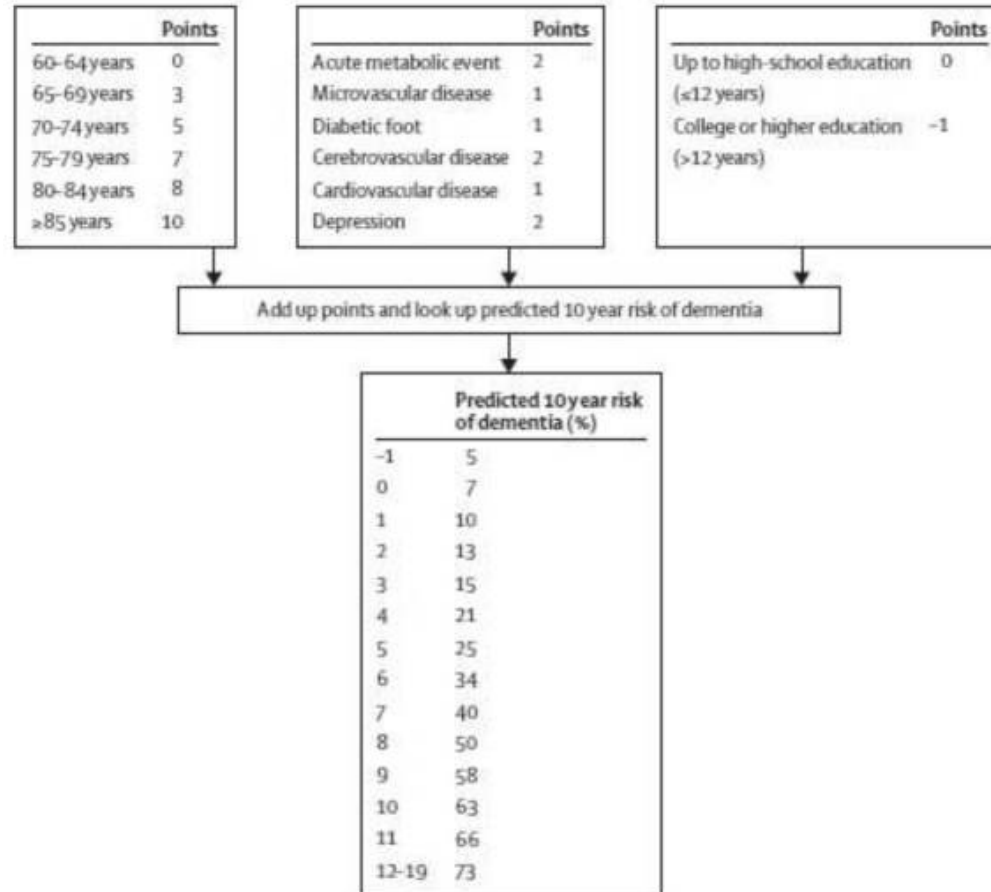 Points
60-64 years 0
65-69 years 3
70-74 years 5
75-79 years 7
80-84 years 8
≥85 years 10
Points
Acute metabolic event 2
Microvascular disease 1
Diabetic foot 1
Cerebrovascular disease 2
Cardiovascular disease 1
Depression 2
Points
Up to high-school education 0
(≤12 years)
College or higher education -1
(>12 years)
Add up points and look up predicted 10 year risk of dementia
Predicted 10 year risk
of dementia (%)
-1 5
0 7
1 10
2 13
3 15
4 21
5 25
6 34
7 40
8 50
9 58
10 63
11 66
12-19 73